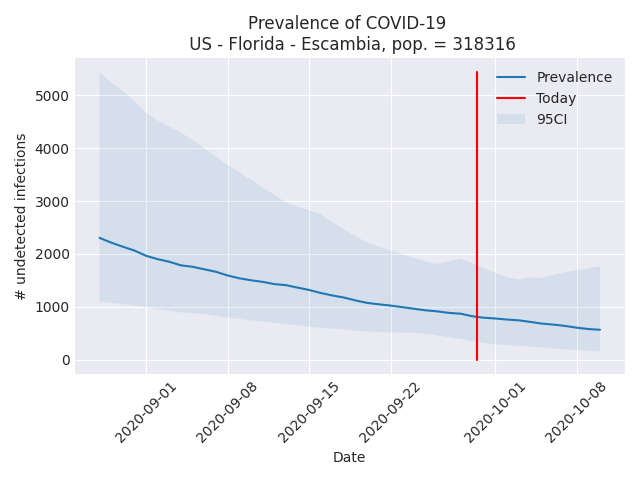 Prevalence of COVID-19
US - Florida - Escambia, pop. = 318316
Prevalence
Today
95CI
5000
4000
3000
2000
1000
0
# undetected infections
2020-09-01
2020-09-08
2020-09-15
2020-09-22
2020-10-01
2020-10-08
Date